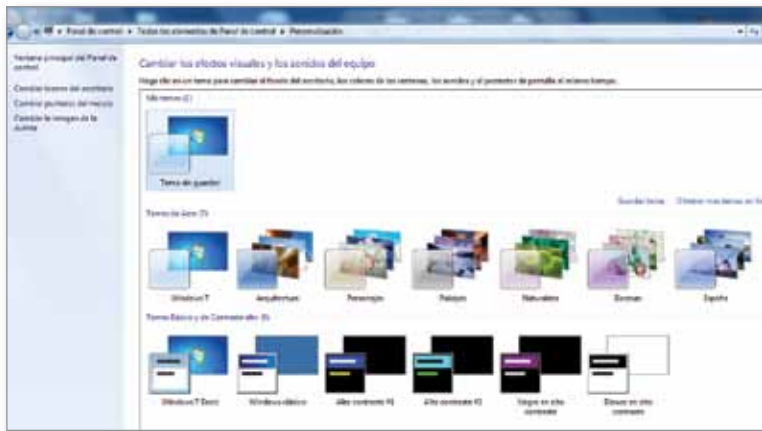 Panel de control ▸ Todos los elementos de Panel de control ▸ Personalización
Ventana principal del Panel de
control
Cambiar iconos del escritorio
Cambiar punteros del mouse
Cambiar la imagen de la
cuenta
Cambiar los efectos visuales y los sonidos del equipo
Haga clic en un tema para cambiar el fondo del escritorio, los colores de las ventanas, los sonidos y el protector de pantalla al mismo tiempo.
Mis temas (1)
Tema sin guardar
Guardar tema Obtener más temas en
Temas de Aero (7)
Windows 7 Arquitectura Personajes Paisajes Naturaleza Escenas España
Temas básico y de Contraste alto (6)
Windows 7 Basic Windows clásico Alto contraste #1 Alto contraste #2 Negro en alto Blanco en alto
contraste contraste